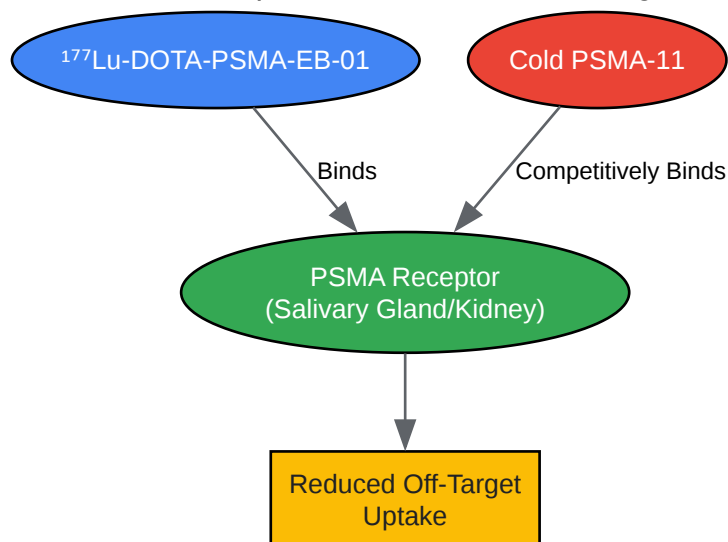 ¹⁷⁷Lu-DOTA-PSMA-EB-01
Cold PSMA-11
Binds
Competitively Binds
PSMA Receptor
(Salivary Gland/Kidney)
Reduced Off-Target
Uptake